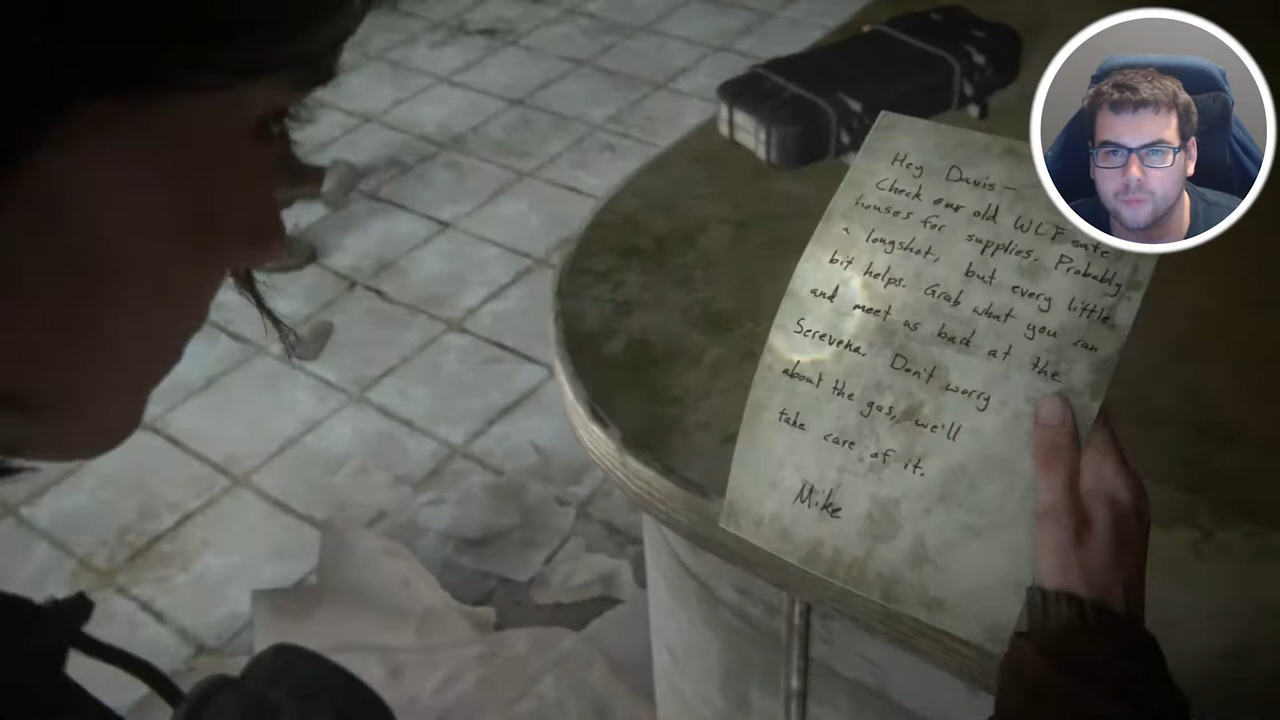 Hey Davis—
Check our old WLF safe
houses for supplies. Probably
a longshot, but every little
bit helps. Grab what you can
and meet us back at the
Serevena. Don't worry
about the gas, we'll
take care of it.
Mike